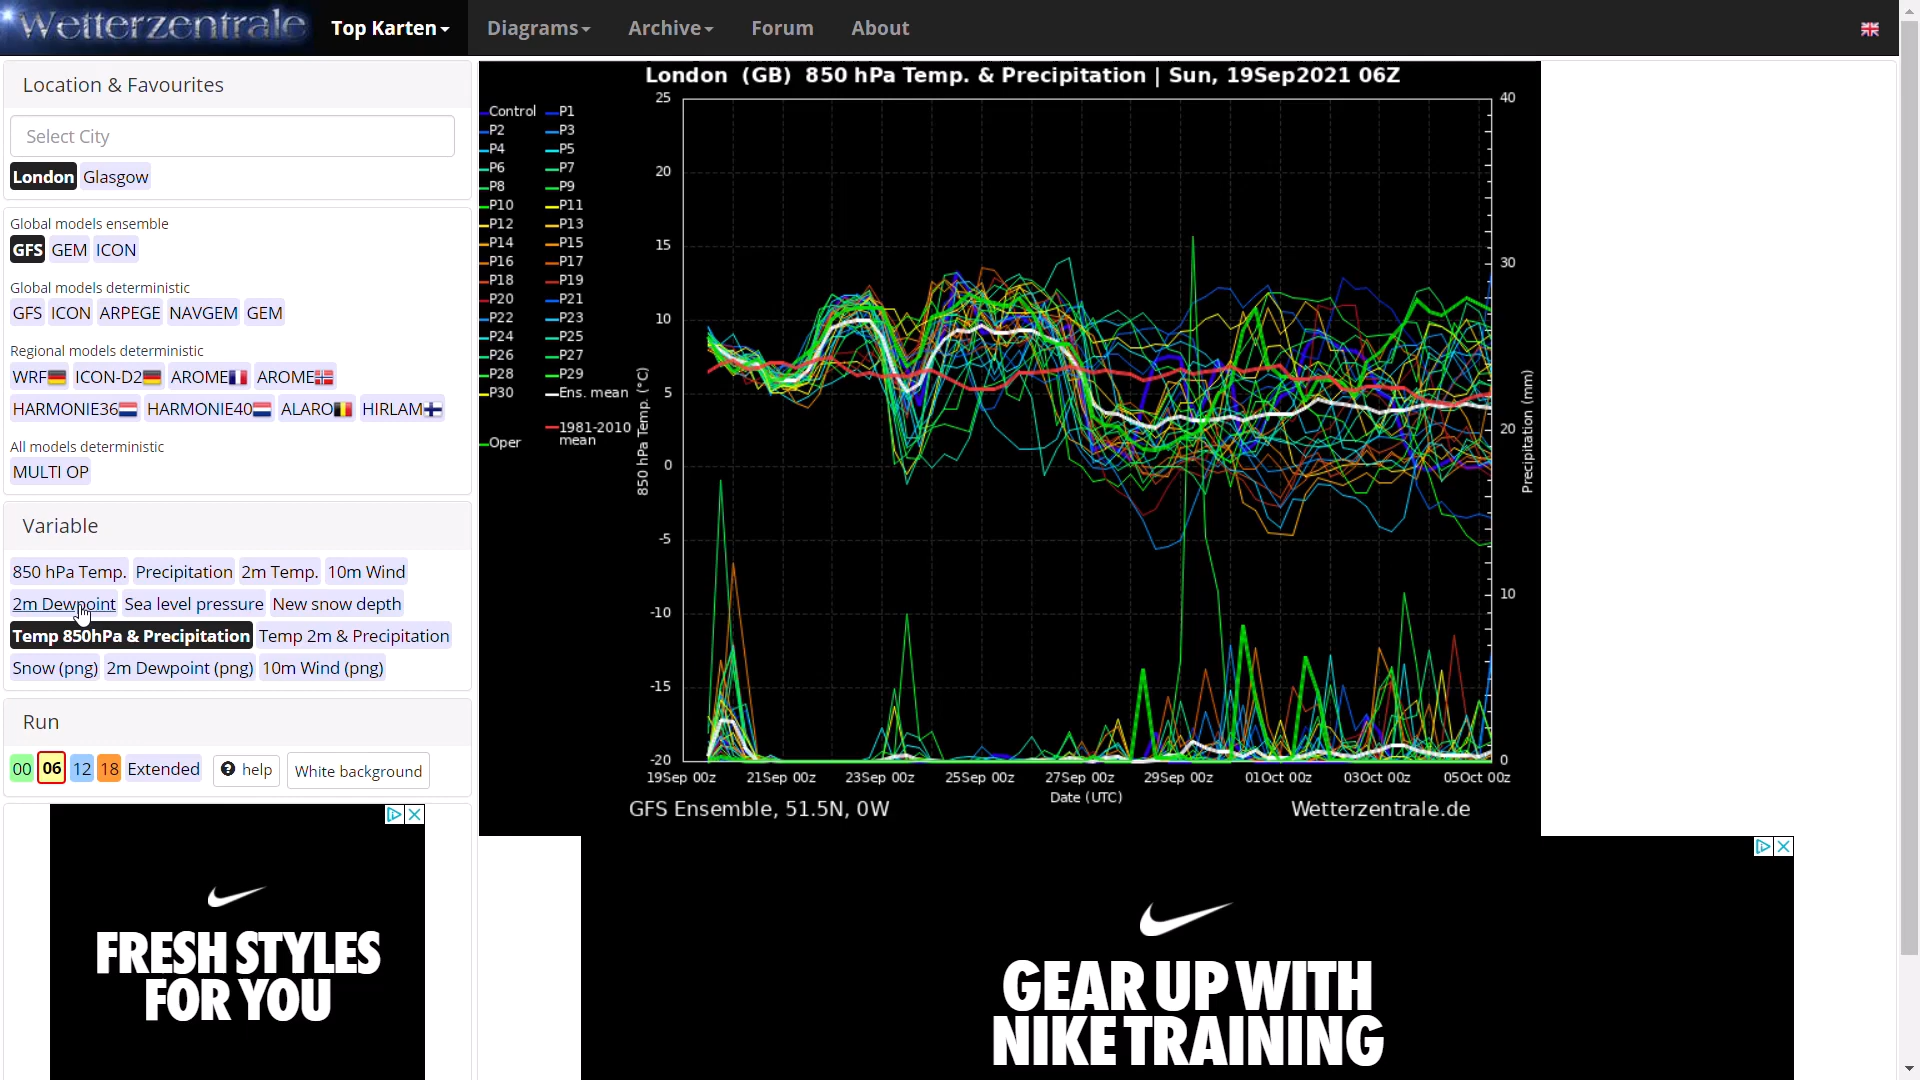 Wetterzentrale
Top Karten
Diagrams
Archive
Forum
About
Location & Favourites
Select City
London Glasgow
Global models ensemble
GFS GEM ICON
Global models deterministic
GFS ICON ARPEGE NAVGEM GEM
Regional models deterministic
WRF ICON-D2 AROME AROME
HARMONIE36 HARMONIE40 ALARO HIRLAM
All models deterministic
MULTI OP
Variable
850 hPa Temp. Precipitation 2m Temp. 10m Wind
2m Dewpoint Sea level pressure New snow depth
Temp 850hPa & Precipitation Temp 2m & Precipitation
Snow (png) 2m Dewpoint (png) 10m Wind (png)
Run
00 06 12 18 Extended help White background
FRESH STYLES
FOR YOU
London (GB) 850 hPa Temp. & Precipitation | Sun, 19Sep2021 06Z
Control P1
P2 P3
P4 P5
P6 P7
P8 P9
P10 P11
P12 P13
P14 P15
P16 P17
P18 P19
P20 P21
P22 P23
P24 P25
P26 P27
P28 P29
P30 Ens. mean
Oper 1981-2010
mean
850 hPa Temp. (°C)
25
20
15
10
5
0
-5
-10
-15
-20
40
30
20
10
0
Precipitation (mm)
19Sep 00z 21Sep 00z 23Sep 00z 25Sep 00z 27Sep 00z 29Sep 00z 01Oct 00z 03Oct 00z 05Oct 00z
Date (UTC)
GFS Ensemble, 51.5N, 0W
Wetterzentrale.de
GEAR UP WITH
NIKE TRAINING